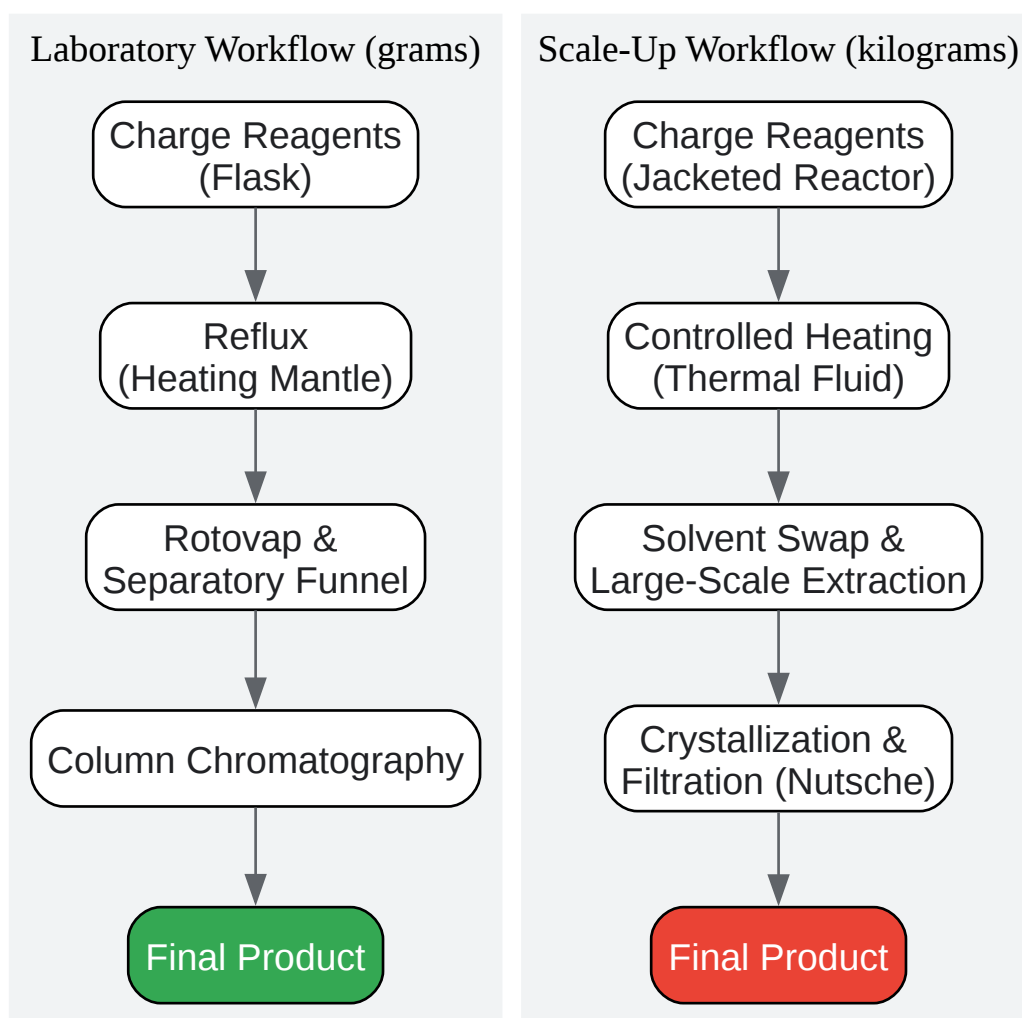 Laboratory Workflow (grams)
Charge Reagents
(Flask)
Reflux
(Heating Mantle)
Rotovap &
Separatory Funnel
Column Chromatography
Final Product
Scale-Up Workflow (kilograms)
Charge Reagents
(Jacketed Reactor)
Controlled Heating
(Thermal Fluid)
Solvent Swap &
Large-Scale Extraction
Crystallization &
Filtration (Nutsche)
Final Product